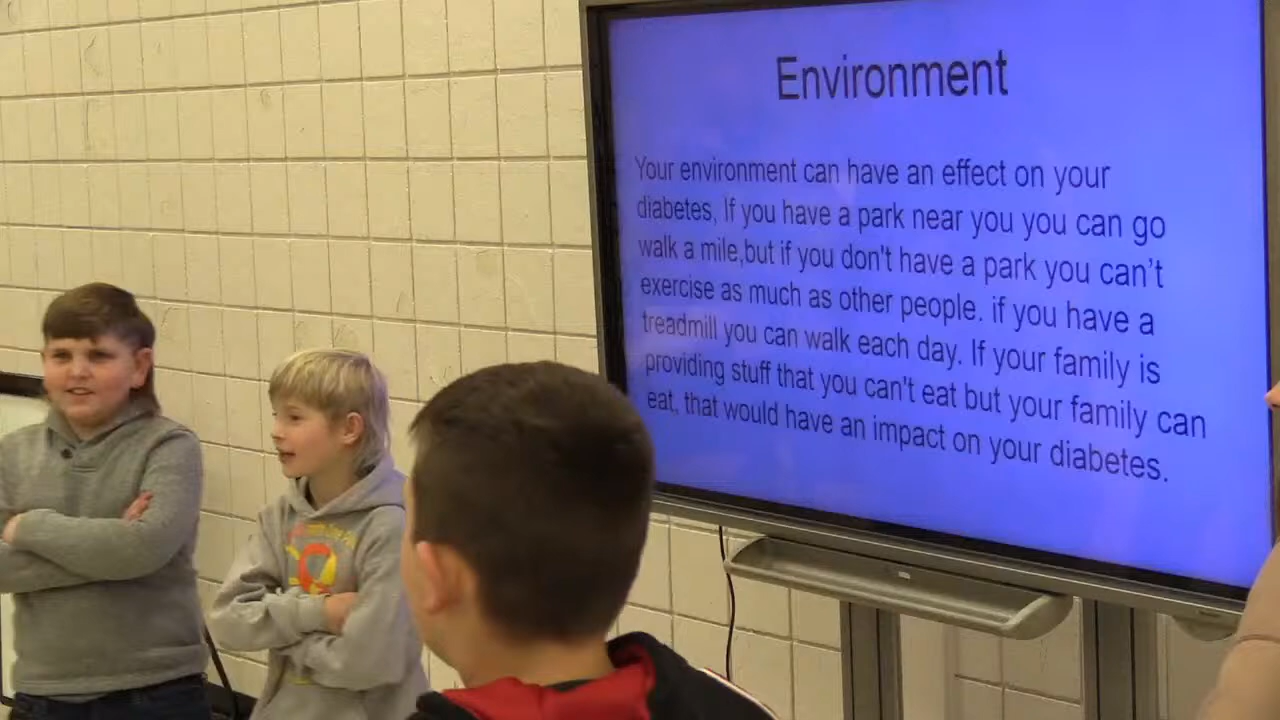 Environment
Your environment can have an effect on your
diabetes, If you have a park near you you can go
walk a mile,but if you don't have a park you can't
exercise as much as other people. if you have a
treadmill you can walk each day. If your family is
providing stuff that you can't eat but your family can
eat, that would have an impact on your diabetes.